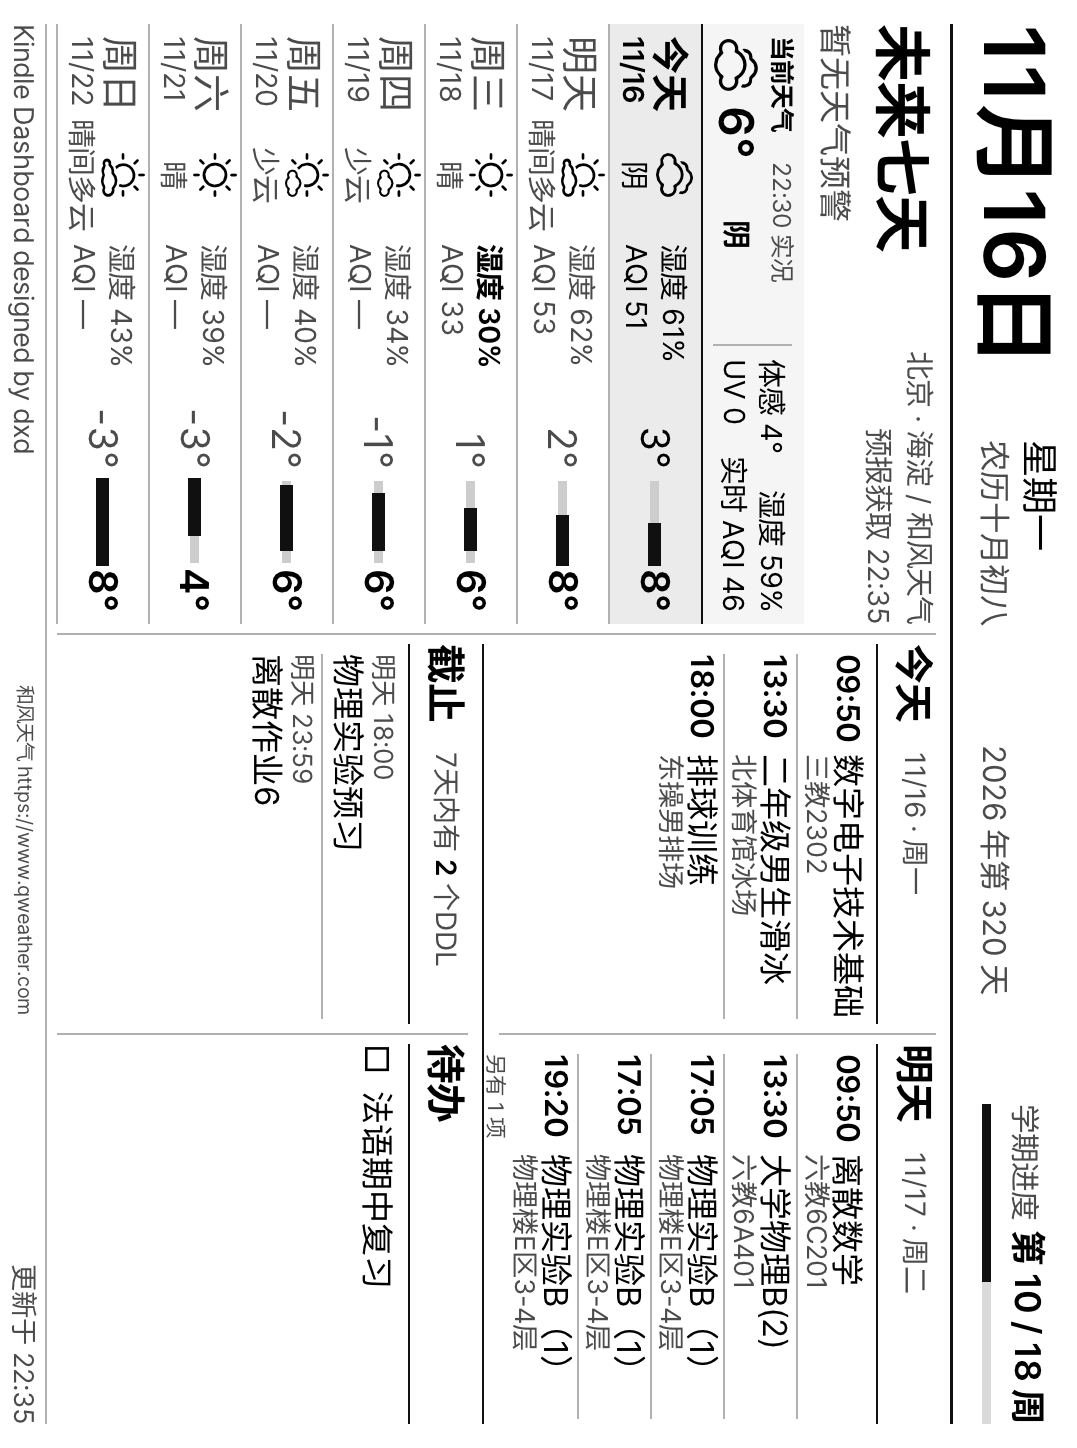 11月16日
星期一
农历十月初八
2026 年第 320 天
学期进度 第 10 / 18 周
未来七天
北京 · 海淀 / 和风天气
暂无天气预警
预报获取 22:35
当前天气 22:30 实况
6° 阴
体感 4° 湿度 59%
UV 0 实时 AQI 46
今天 湿度 61%
11/16 阴 AQI 51
3° 8°
明天 湿度 62%
11/17 晴间多云 AQI 53
2° 8°
周三 湿度 30%
11/18 晴 AQI 33
1° 6°
周四 湿度 34%
11/19 少云 AQI —
-1° 6°
周五 湿度 40%
11/20 少云 AQI —
-2° 6°
周六 湿度 39%
11/21 晴 AQI —
-3° 4°
周日 湿度 43%
11/22 晴间多云 AQI —
-3° 8°
今天 11/16 · 周一
09:50 数字电子技术基础
三教2302
13:30 二年级男生滑冰
北体育馆冰场
18:00 排球训练
东操男排场
明天 11/17 · 周二
09:50 离散数学
六教6C201
13:30 大学物理B(2)
六教6A401
17:05 物理实验B（1）
物理楼E区3-4层
17:05 物理实验B（1）
物理楼E区3-4层
19:20 物理实验B（1）
物理楼E区3-4层
另有 1 项
截止 7天内有 2 个DDL
明天 18:00
物理实验预习
明天 23:59
离散作业6
待办
法语期中复习
Kindle Dashboard designed by dxd
和风天气 https://www.qweather.com
更新于 22:35